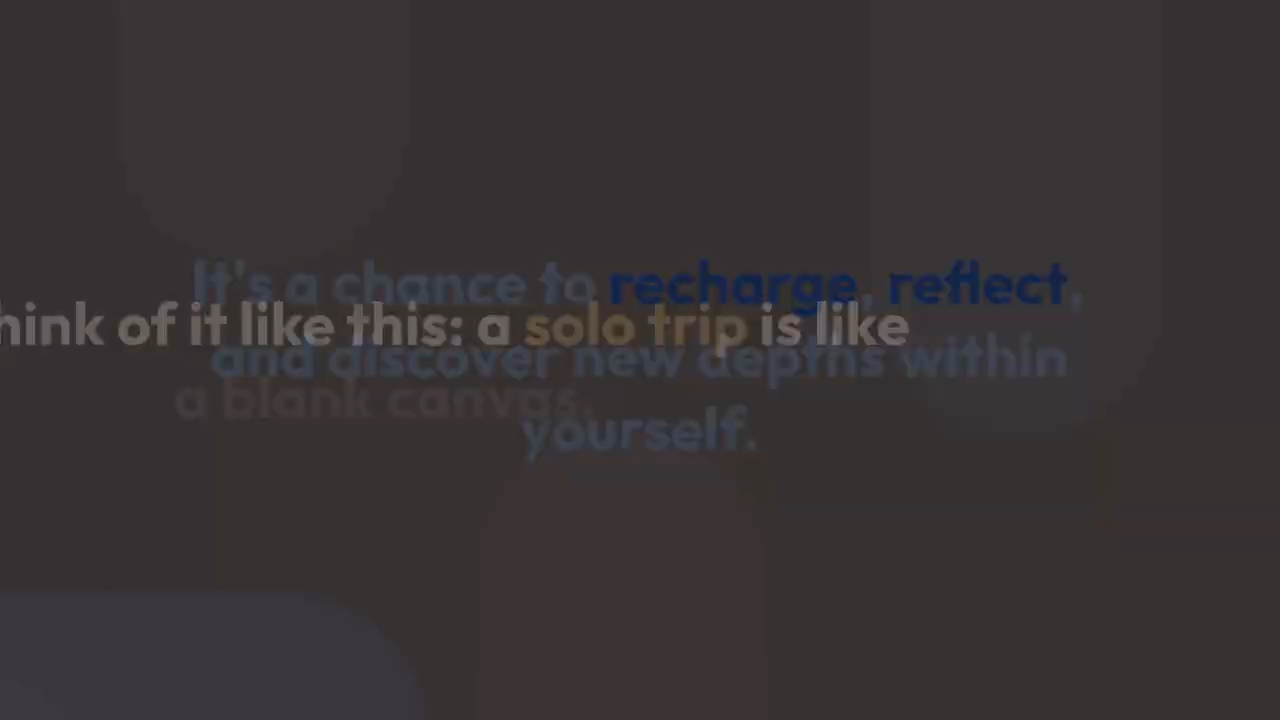 It's a chance to recharge, reflect,
and discover new depths within
yourself.
hink of it like this: a solo trip is like
a blank canvas.